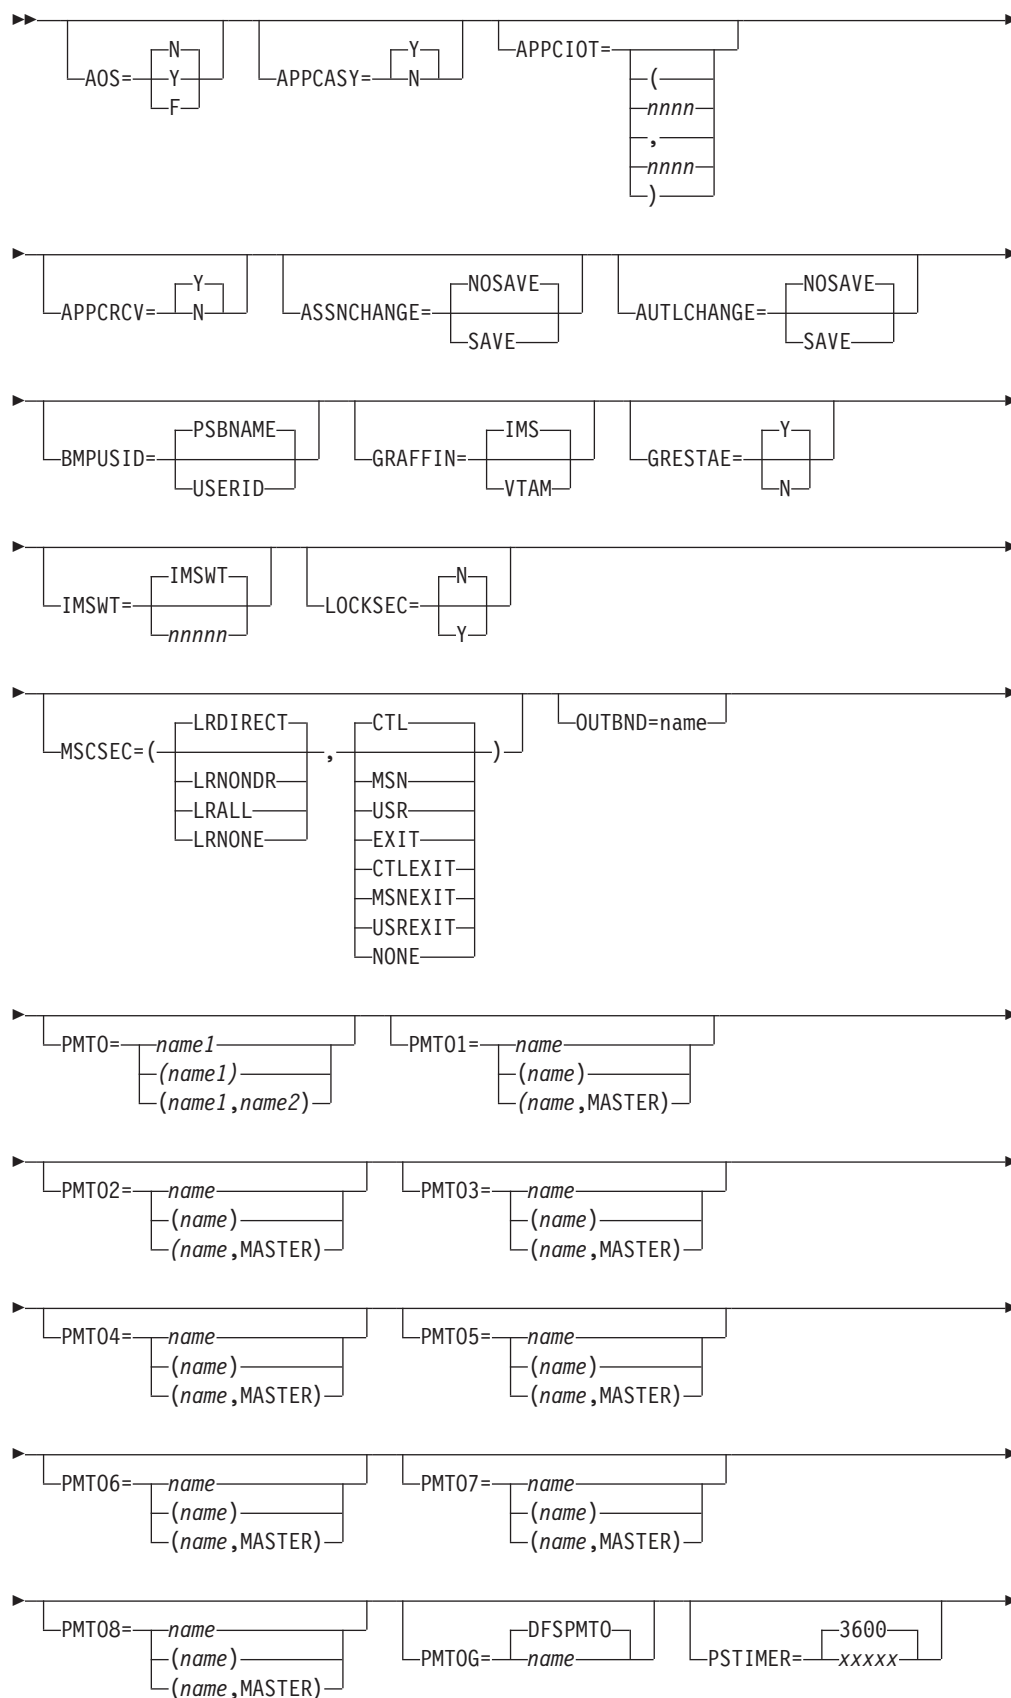 N Y N
AOS= Y APPCASY= N APPCIOT= (
F nnnn
,
nnnn
)
Y NOSAVE NOSAVE
APPCRCV= N ASSNCHANGE= AUTLCHANGE=
SAVE SAVE
PSBNAME IMS Y
BMPUSID= GRAFFIN= GRESTAE=
USERID VTAM N
IMSWT N
IMSWT= LOCKSEC=
nnnnn Y
LRDIRECT CTL OUTBND=name
MSCSEC=( , )
LRNONDR MSN
LRALL USR
LRNONE EXIT
CTLEXIT
MSNEXIT
USREXIT
NONE
PMTO= name1 PMTO1= name
(name1) (name)
(name1,name2) (name,MASTER)
PMTO2= name PMTO3= name
(name) (name)
(name,MASTER) (name,MASTER)
PMTO4= name PMTO5= name
(name) (name)
(name,MASTER) (name,MASTER)
PMTO6= name PMTO7= name
(name) (name)
(name,MASTER) (name,MASTER)
DFSPMTO 3600
PMTO8= name PMTOG= name PSTIMER= xxxxx
(name)
(name,MASTER)